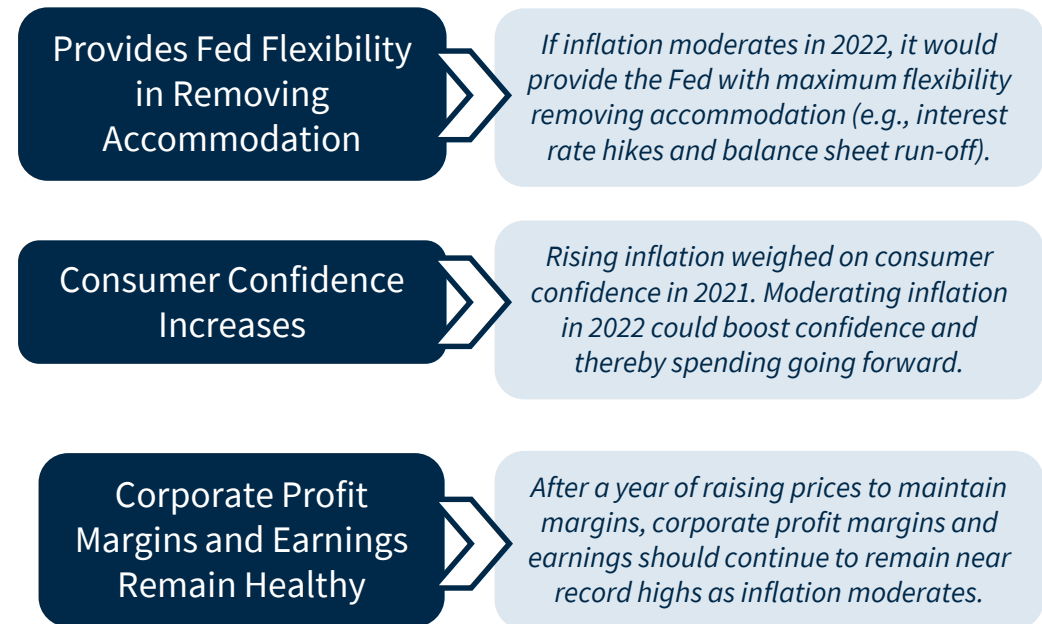 Provides Fed Flexibility
in Removing
Accommodation
If inflation moderates in 2022, it would
provide the Fed with maximum flexibility
removing accommodation (e.g., interest
rate hikes and balance sheet run-off).
Consumer Confidence
Increases
Rising inflation weighed on consumer
confidence in 2021. Moderating inflation
in 2022 could boost confidence and
thereby spending going forward.
Corporate Profit
Margins and Earnings
Remain Healthy
After a year of raising prices to maintain
margins, corporate profit margins and
earnings should continue to remain near
record highs as inflation moderates.